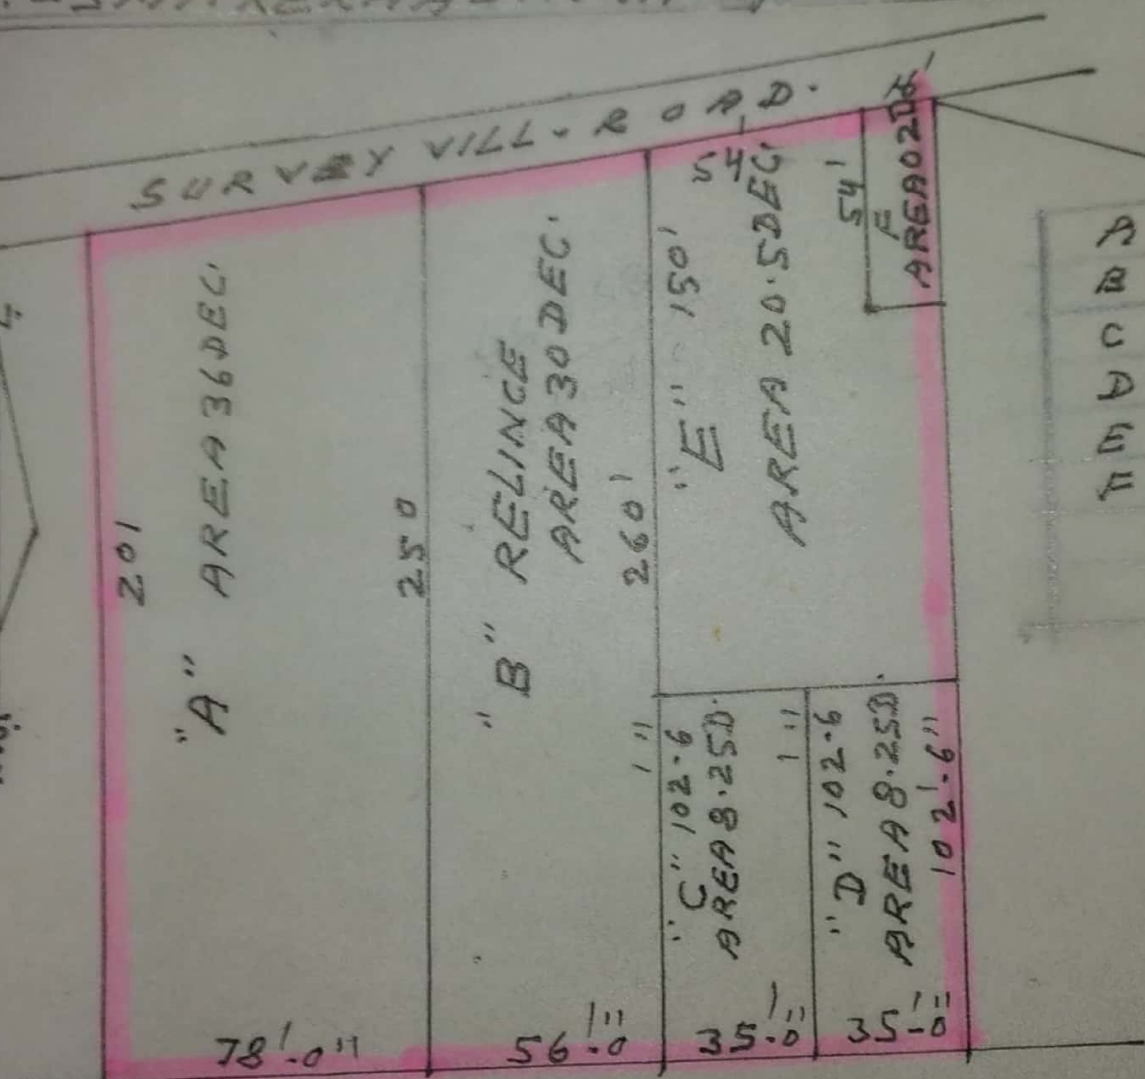 SURVEY VILL. ROAD.
201
"A" AREA 36 DEC.
250
"B" RELINCE
AREA 30 DEC.
260'
"E" 150'
54
AREA 20.5 DEC
54'
F
AREA 02 D
"C" 102.6
AREA 8.25 D.
"D" 102.6
AREA 8.25 D.
102'.6"
78'.0"
56'.0"
35'.0"
35'-0"